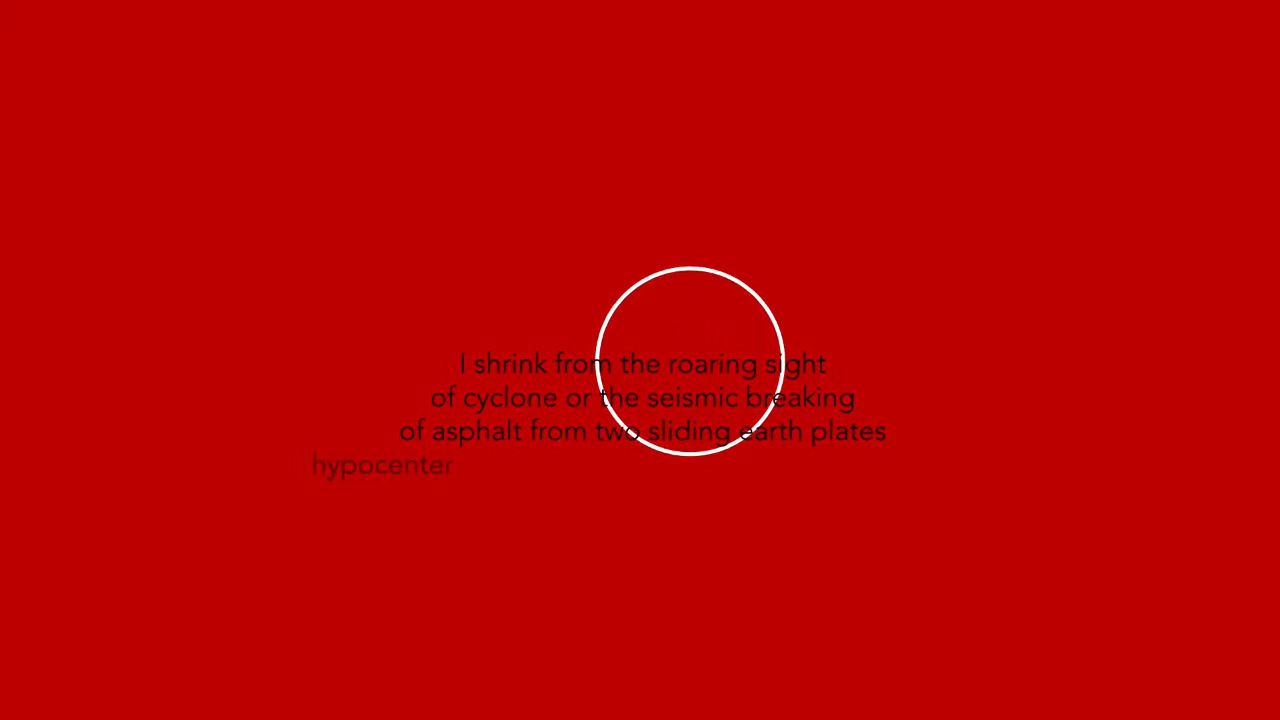 I shrink from the roaring sight
of cyclone or the seismic breaking
of asphalt from two sliding earth plates
hypocenter